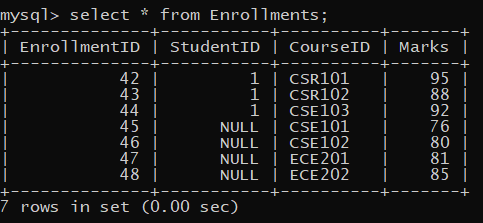 mysql> select * from Enrollments;
+--------------+-----------+----------+-------+
| EnrollmentID | StudentID | CourseID | Marks |
+--------------+-----------+----------+-------+
|           42 |         1 | CSR101   |    95 |
|           43 |         1 | CSR102   |    88 |
|           44 |         1 | CSE103   |    92 |
|           45 |      NULL | CSE101   |    76 |
|           46 |      NULL | CSE102   |    80 |
|           47 |      NULL | ECE201   |    81 |
|           48 |      NULL | ECE202   |    85 |
+--------------+-----------+----------+-------+
7 rows in set (0.00 sec)